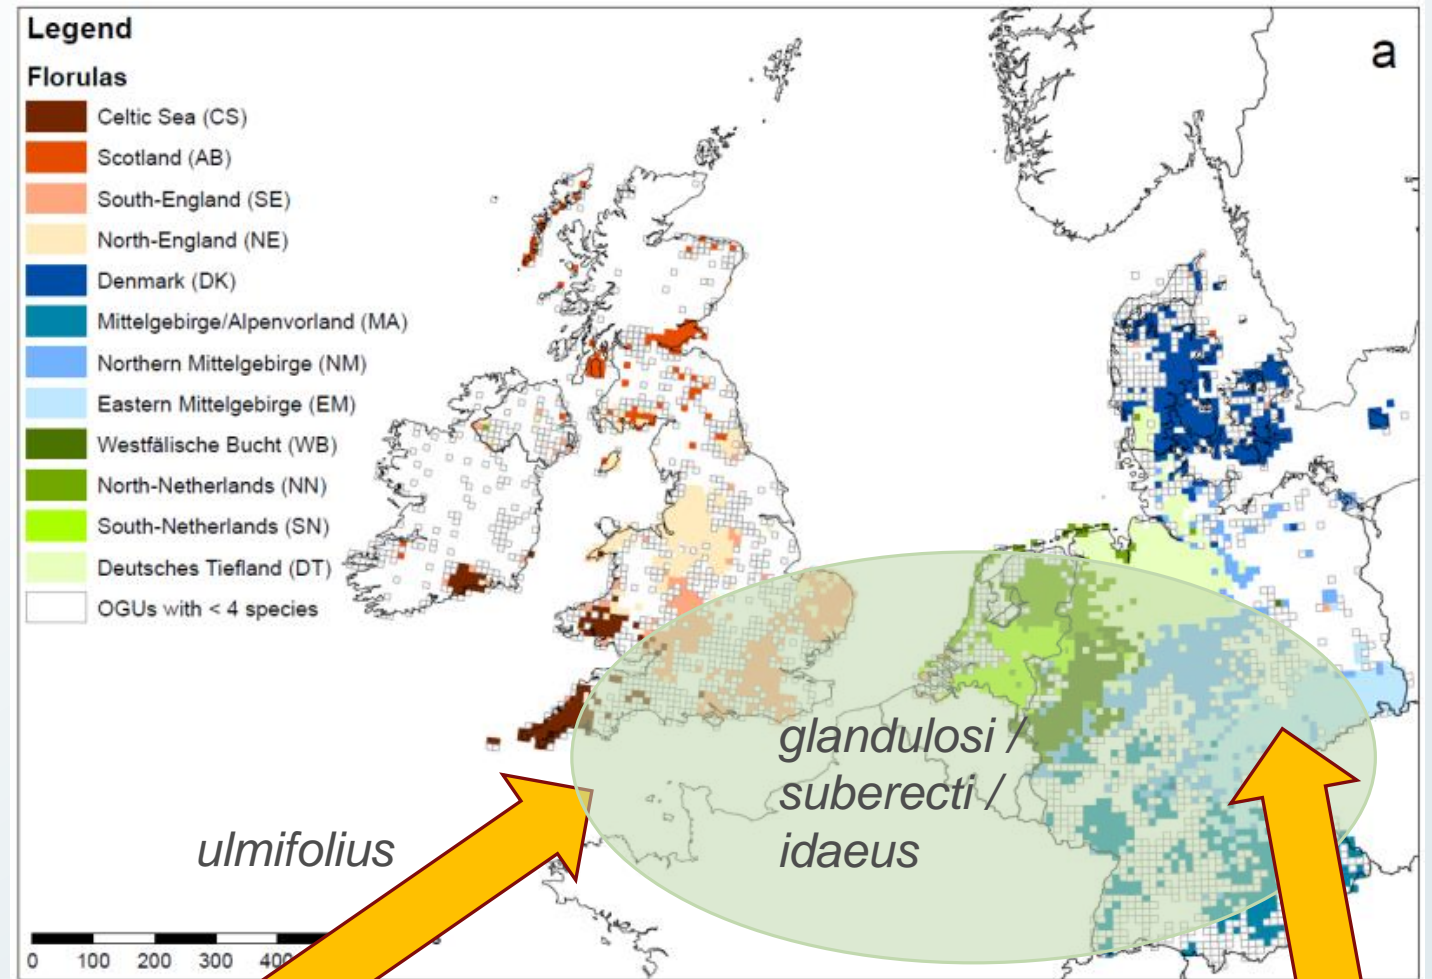 Legend
a
Florulas
Celtic Sea (CS)
Scotland (AB)
South-England (SE)
North-England (NE)
Denmark (DK)
Mittelgebirge/Alpenvorland (MA)
Northern Mittelgebirge (NM)
Eastern Mittelgebirge (EM)
Westfälische Bucht (WB)
North-Netherlands (NN)
South-Netherlands (SN)
Deutsches Tiefland (DT)
OGUs with < 4 species
glandulosi /
suberecti /
idaeus
ulmifolius
0 100 200 300